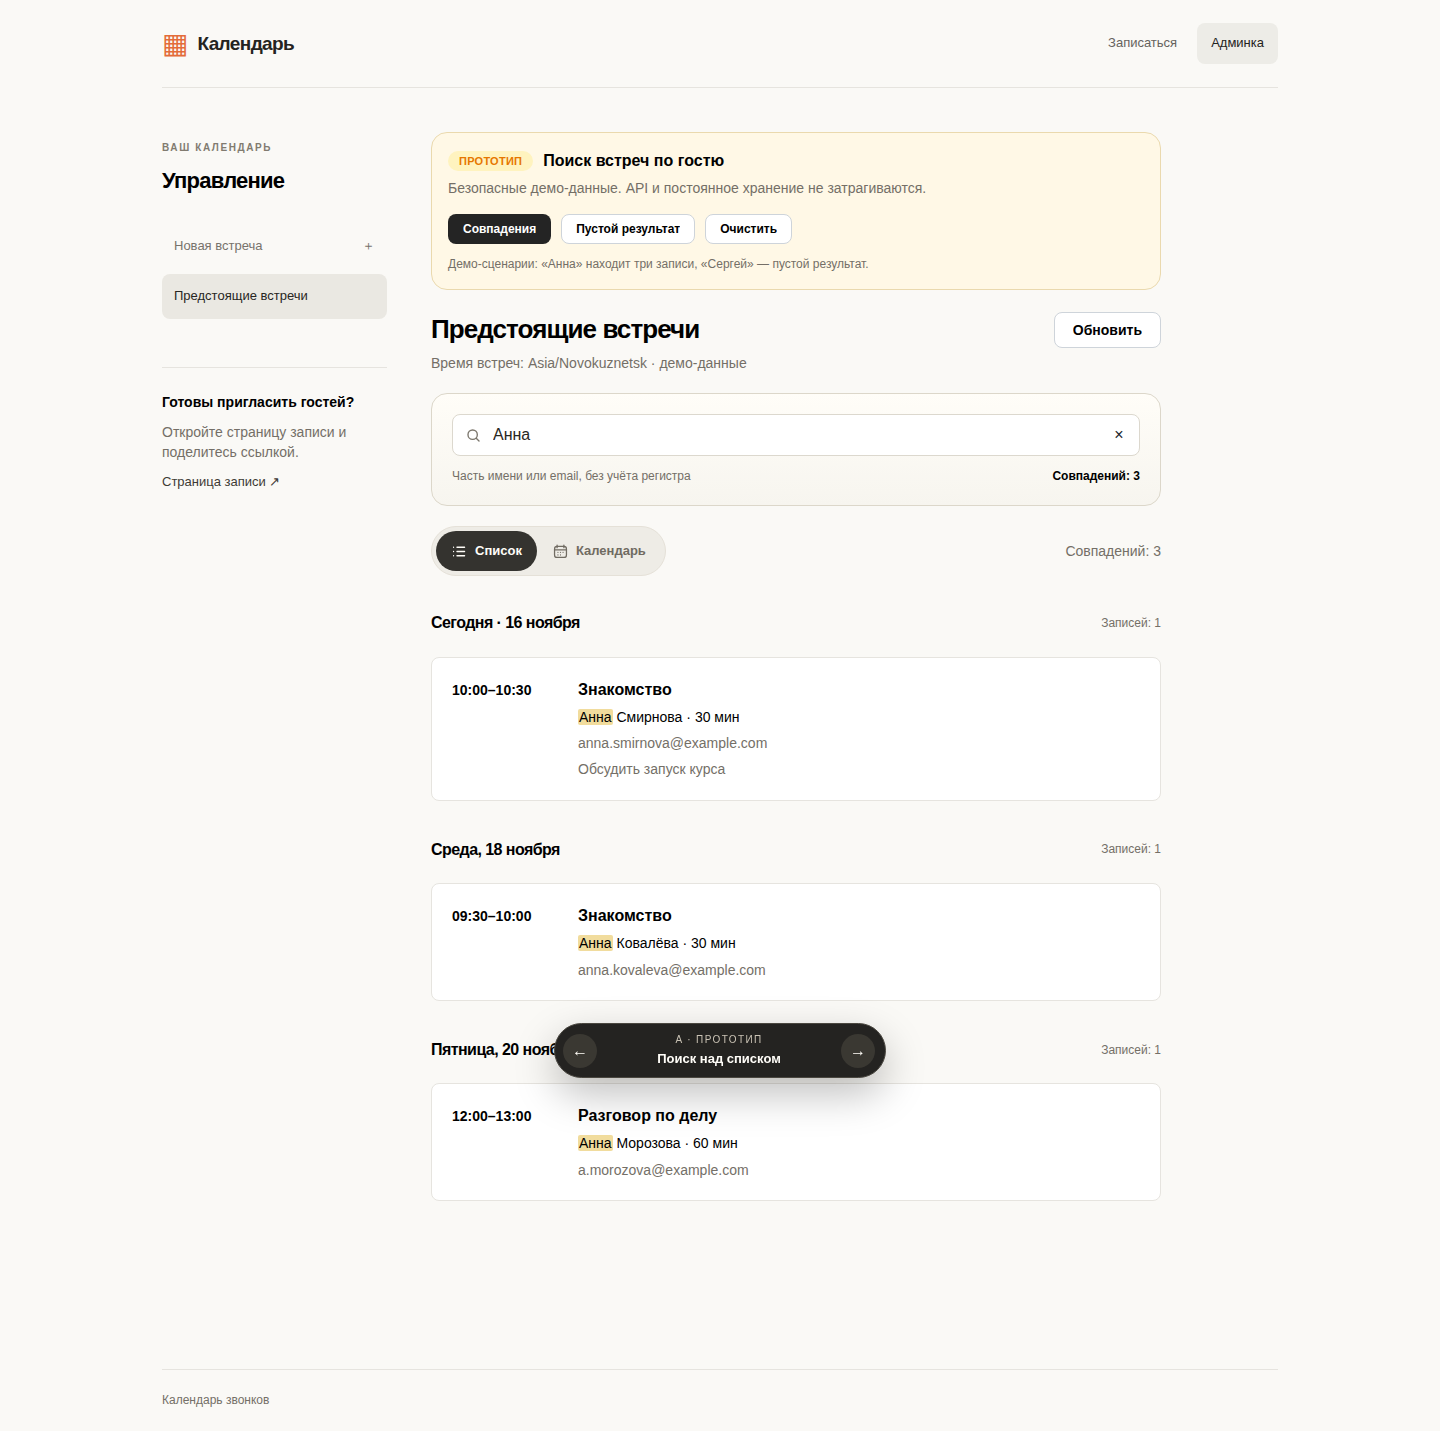 Календарь
Записаться
Админка
ВАШ КАЛЕНДАРЬ
Управление
Новая встреча +
Предстоящие встречи
Готовы пригласить гостей?
Откройте страницу записи и
поделитесь ссылкой.
Страница записи ↗
ПРОТОТИП Поиск встреч по гостю
Безопасные демо-данные. API и постоянное хранение не затрагиваются.
Совпадения Пустой результат Очистить
Демо-сценарии: «Анна» находит три записи, «Сергей» — пустой результат.
Предстоящие встречи
Обновить
Время встреч: Asia/Novokuznetsk · демо-данные
Анна ×
Часть имени или email, без учёта регистра
Совпадений: 3
Список Календарь
Совпадений: 3
Сегодня · 16 ноября
Записей: 1
10:00–10:30 Знакомство
Анна Смирнова · 30 мин
anna.smirnova@example.com
Обсудить запуск курса
Среда, 18 ноября
Записей: 1
09:30–10:00 Знакомство
Анна Ковалёва · 30 мин
anna.kovaleva@example.com
Пятница, 20 нояб
Записей: 1
← А · ПРОТОТИП →
Поиск над списком
12:00–13:00 Разговор по делу
Анна Морозова · 60 мин
a.morozova@example.com
Календарь звонков